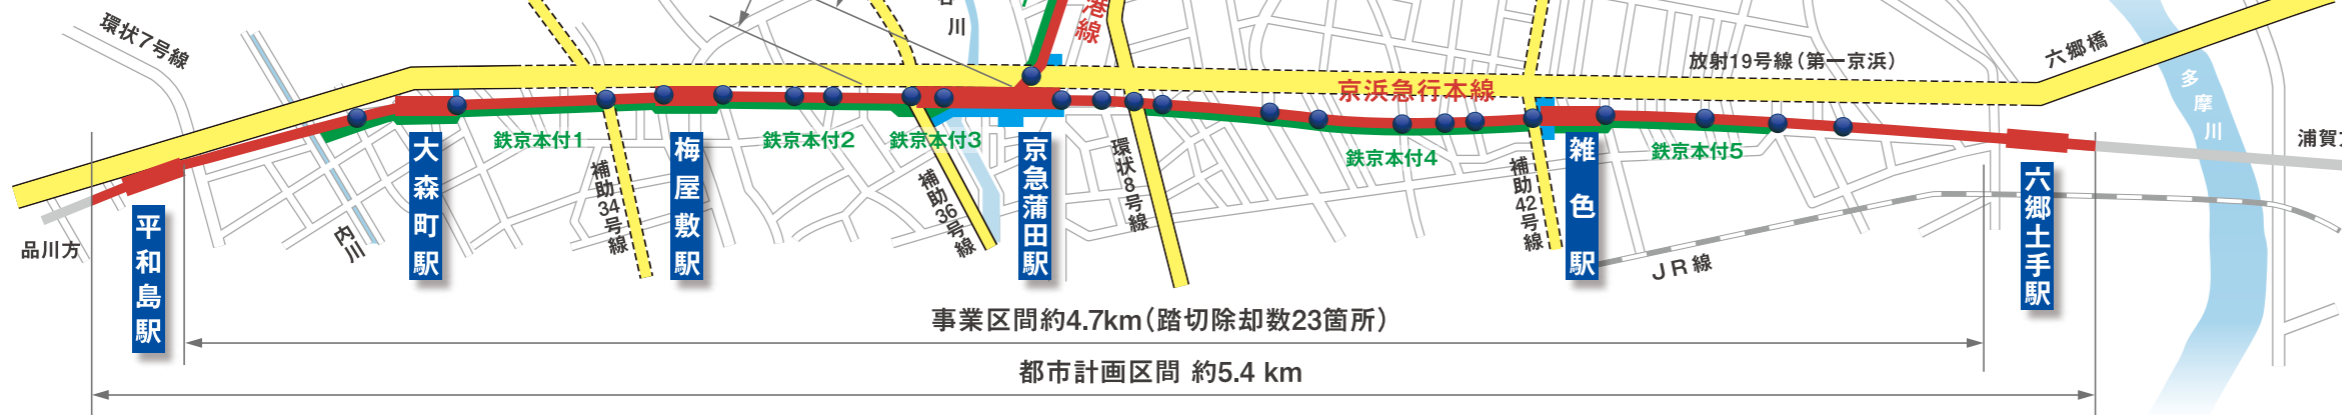 環状7号線
川
港線
放射19号線(第一京浜)
六郷橋
多摩川
京浜急行本線
鉄京本付1
鉄京本付2
鉄京本付3
鉄京本付4
鉄京本付5
浦賀
品川方
平和島駅
内川
大森町駅
補助34号線
梅屋敷駅
補助36号線
京急蒲田駅
環状8号線
補助42号線
雑色駅
JR線
六郷土手駅
事業区間約4.7km(踏切除却数23箇所)
都市計画区間 約5.4 km